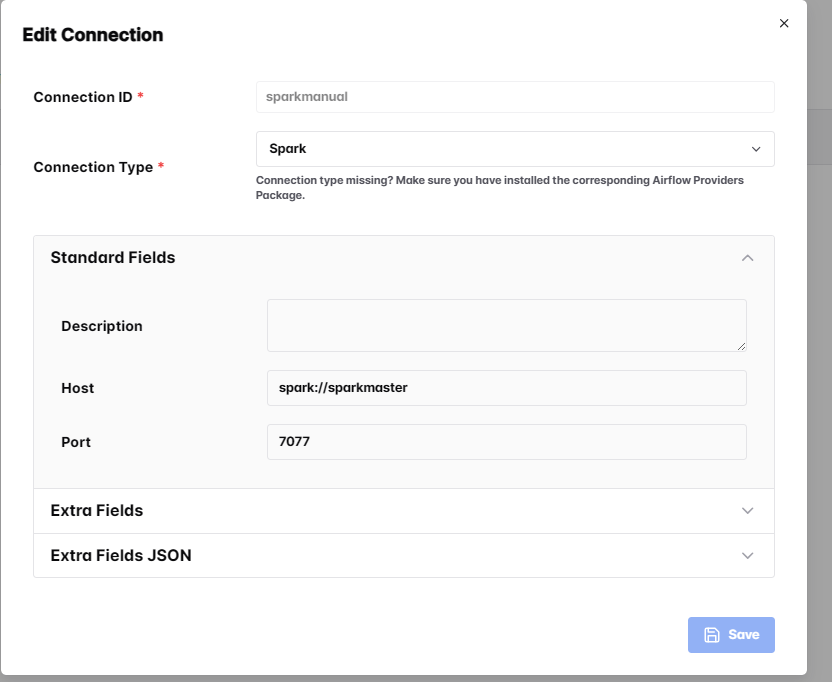 Edit Connection
Connection ID *
sparkmanual
Connection Type *
Spark
Connection type missing? Make sure you have installed the corresponding Airflow Providers
Package.
Standard Fields
Description
Host
spark://sparkmaster
Port
7077
Extra Fields
Extra Fields JSON
Save